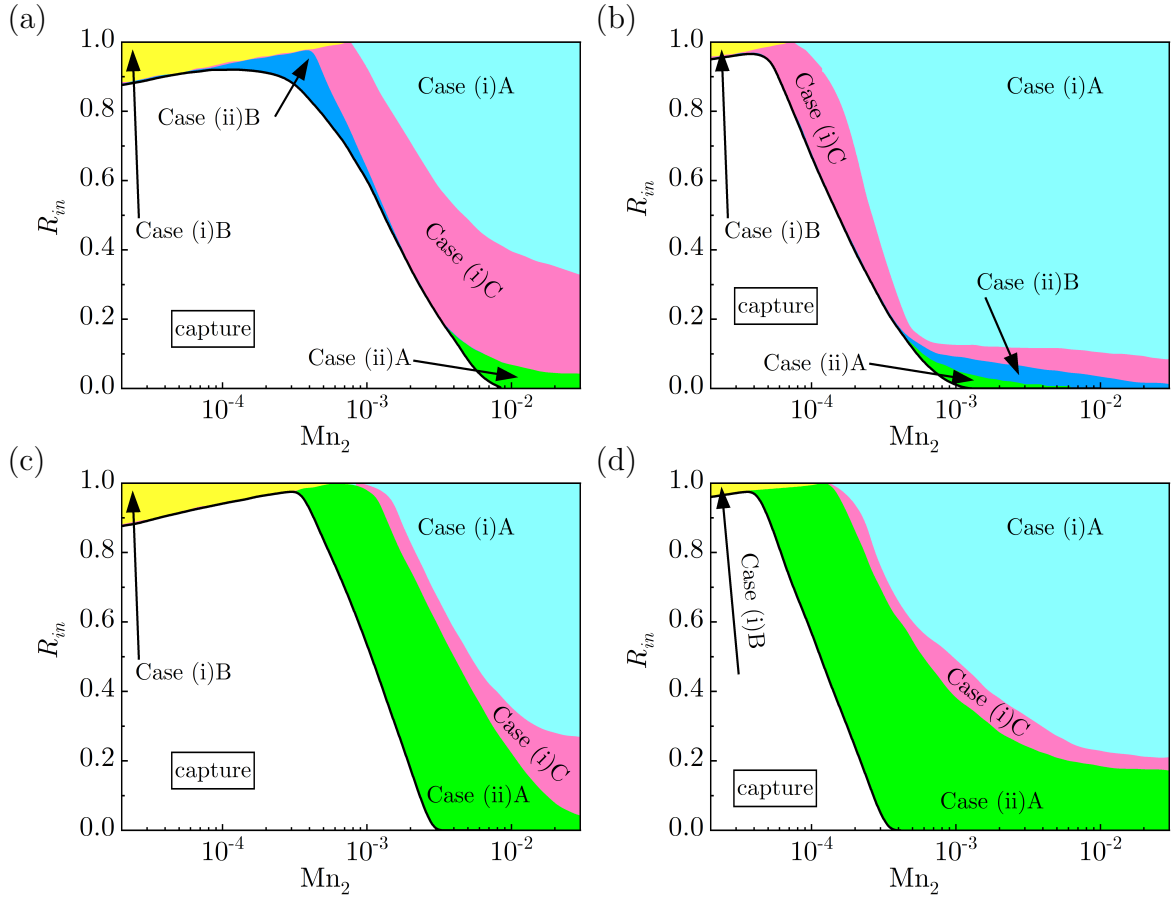 (a)
1.0
0.8
0.6
0.4
0.2
0.0
R_in
Case (i)A
Case (ii)B
Case (i)B
Case (i)C
capture
Case (ii)A
10⁻⁴
10⁻³
10⁻²
Mn₂
(b)
1.0
0.8
0.6
0.4
0.2
0.0
R_in
Case (i)A
Case (i)C
Case (i)B
Case (ii)B
capture
Case (ii)A
10⁻⁴
10⁻³
10⁻²
Mn₂
(c)
1.0
0.8
0.6
0.4
0.2
0.0
R_in
Case (i)A
Case (i)B
Case (i)C
capture
Case (ii)A
10⁻⁴
10⁻³
10⁻²
Mn₂
(d)
1.0
0.8
0.6
0.4
0.2
0.0
R_in
Case (i)A
Case (i)B
Case (i)C
capture
Case (ii)A
10⁻⁴
10⁻³
10⁻²
Mn₂